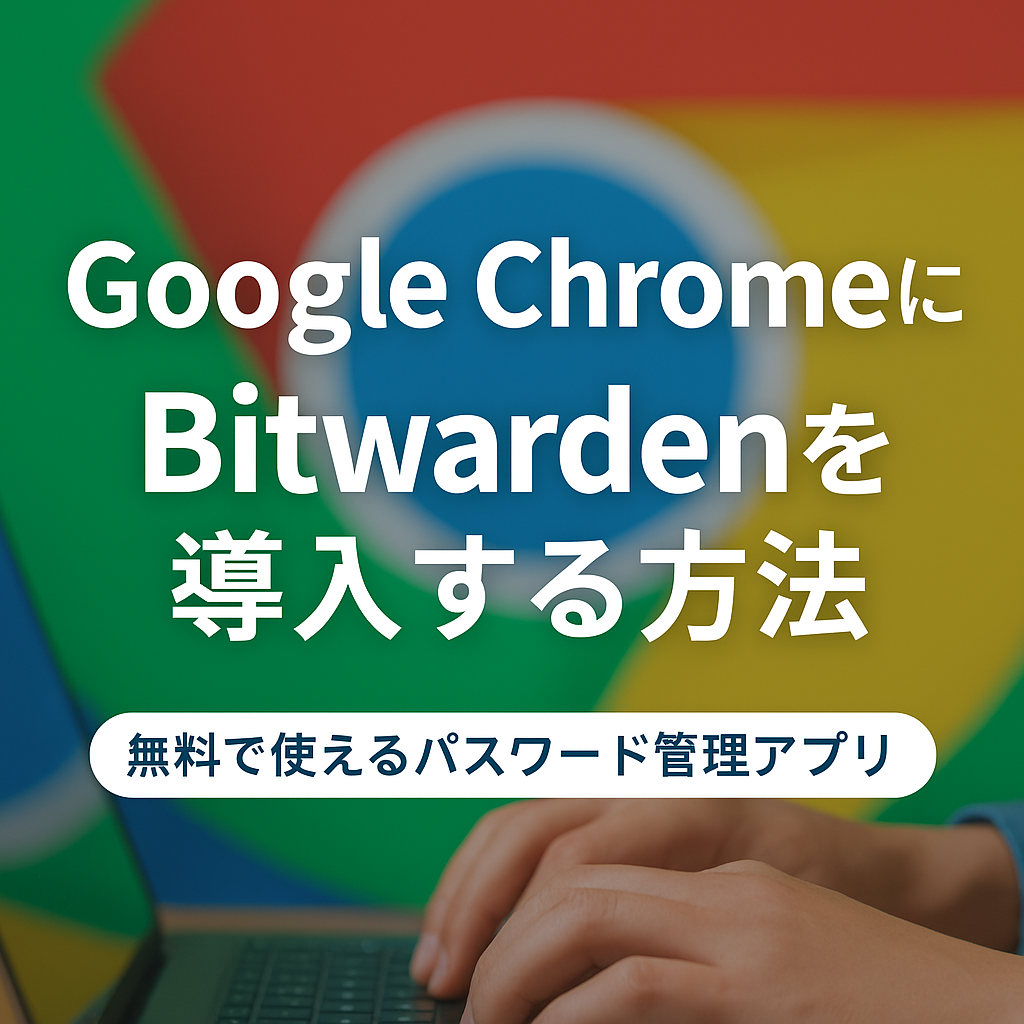 Google Chromeに
Bitwardenを
導入する方法
無料で使えるパスワード管理アプリ